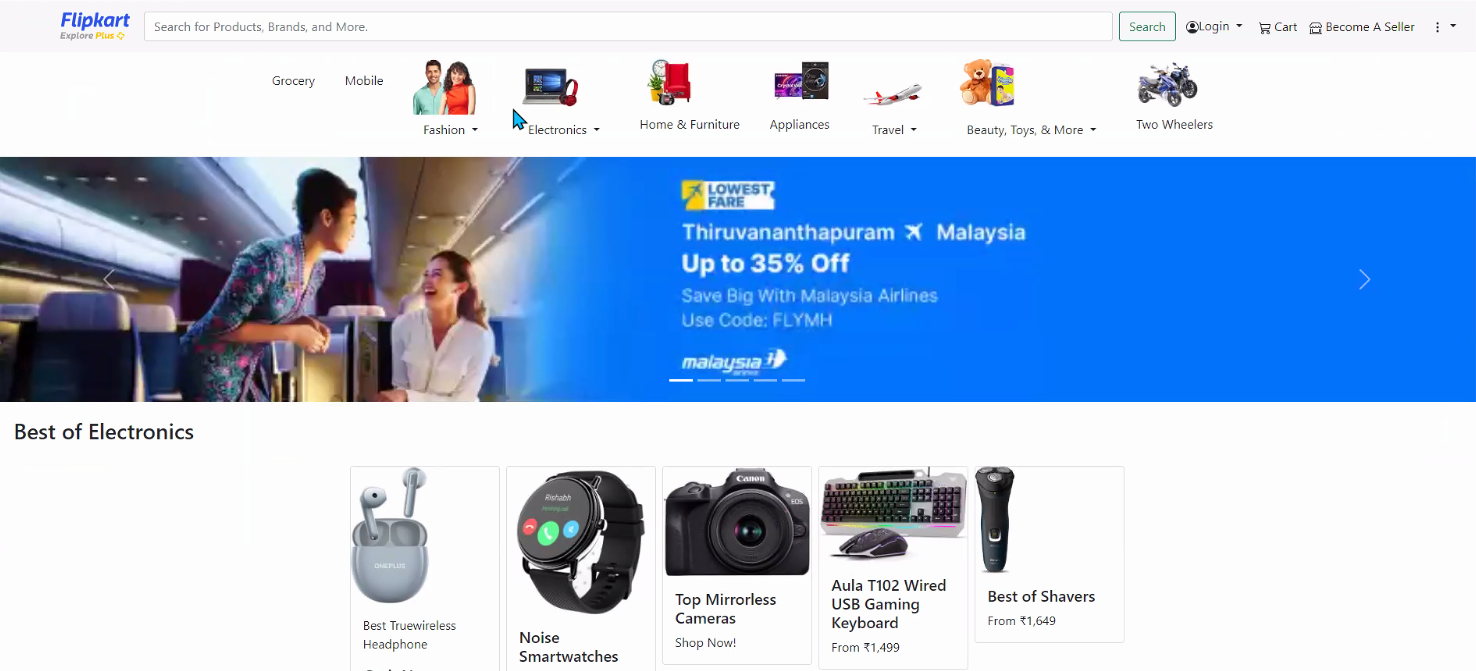 Flipkart
Explore Plus
Search for Products, Brands, and More.
Search
Login
Cart
Become A Seller
Grocery
Mobile
Fashion
Electronics
Home & Furniture
Appliances
Travel
Beauty, Toys, & More
Two Wheelers
LOWEST
FARE
Thiruvananthapuram Malaysia
Up to 35% Off
Save Big With Malaysia Airlines
Use Code: FLYMH
malaysia
Best of Electronics
ONEPLUS
Best Truewireless
Headphone
Rishabh
Noise
Smartwatches
Canon
EOS
Top Mirrorless
Cameras
Shop Now!
Aula T102 Wired
USB Gaming
Keyboard
From ₹1,499
Best of Shavers
From ₹1,649